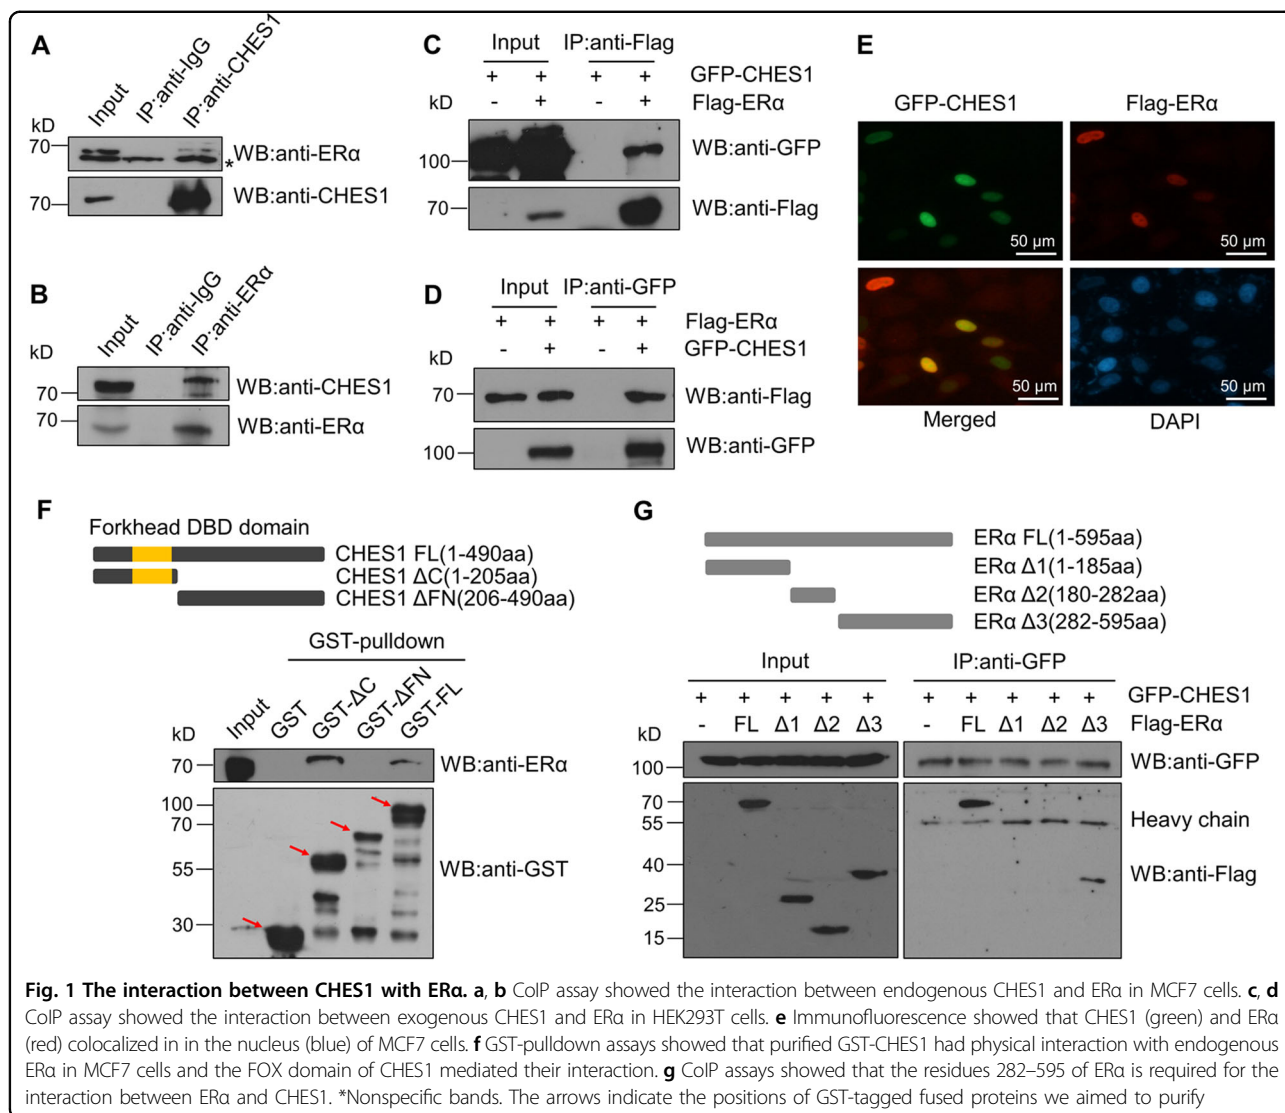 A
Input
IP:anti-IgG
IP:anti-CHES1
kD
70
WB:anti-ERα
*
70
WB:anti-CHES1
B
Input
IP:anti-IgG
IP:anti-ERα
kD
70
WB:anti-CHES1
70
WB:anti-ERα
C
Input IP:anti-Flag
+ + + + GFP-CHES1
kD - + - + Flag-ERα
100
WB:anti-GFP
70
WB:anti-Flag
D
Input IP:anti-GFP
+ + + + Flag-ERα
kD - + - + GFP-CHES1
70
WB:anti-Flag
100
WB:anti-GFP
E
GFP-CHES1 Flag-ERα
50 µm 50 µm
50 µm 50 µm
Merged DAPI
F
Forkhead DBD domain
CHES1 FL(1-490aa)
CHES1 ΔC(1-205aa)
CHES1 ΔFN(206-490aa)
GST-pulldown
Input
GST
GST-ΔC
GST-ΔFN
GST-FL
kD
70
WB:anti-ERα
100
70
55
30
WB:anti-GST
G
ERα FL(1-595aa)
ERα Δ1(1-185aa)
ERα Δ2(180-282aa)
ERα Δ3(282-595aa)
Input IP:anti-GFP
+ + + + + + + + + + GFP-CHES1
kD - FL Δ1 Δ2 Δ3 - FL Δ1 Δ2 Δ3 Flag-ERα
100
WB:anti-GFP
70
55
Heavy chain
40
WB:anti-Flag
25
15
Fig. 1 The interaction between CHES1 with ERα. a, b CoIP assay showed the interaction between endogenous CHES1 and ERα in MCF7 cells. c, d
CoIP assay showed the interaction between exogenous CHES1 and ERα in HEK293T cells. e Immunofluorescence showed that CHES1 (green) and ERα
(red) colocalized in in the nucleus (blue) of MCF7 cells. f GST-pulldown assays showed that purified GST-CHES1 had physical interaction with endogenous
ERα in MCF7 cells and the FOX domain of CHES1 mediated their interaction. g CoIP assays showed that the residues 282–595 of ERα is required for the
interaction between ERα and CHES1. *Nonspecific bands. The arrows indicate the positions of GST-tagged fused proteins we aimed to purify